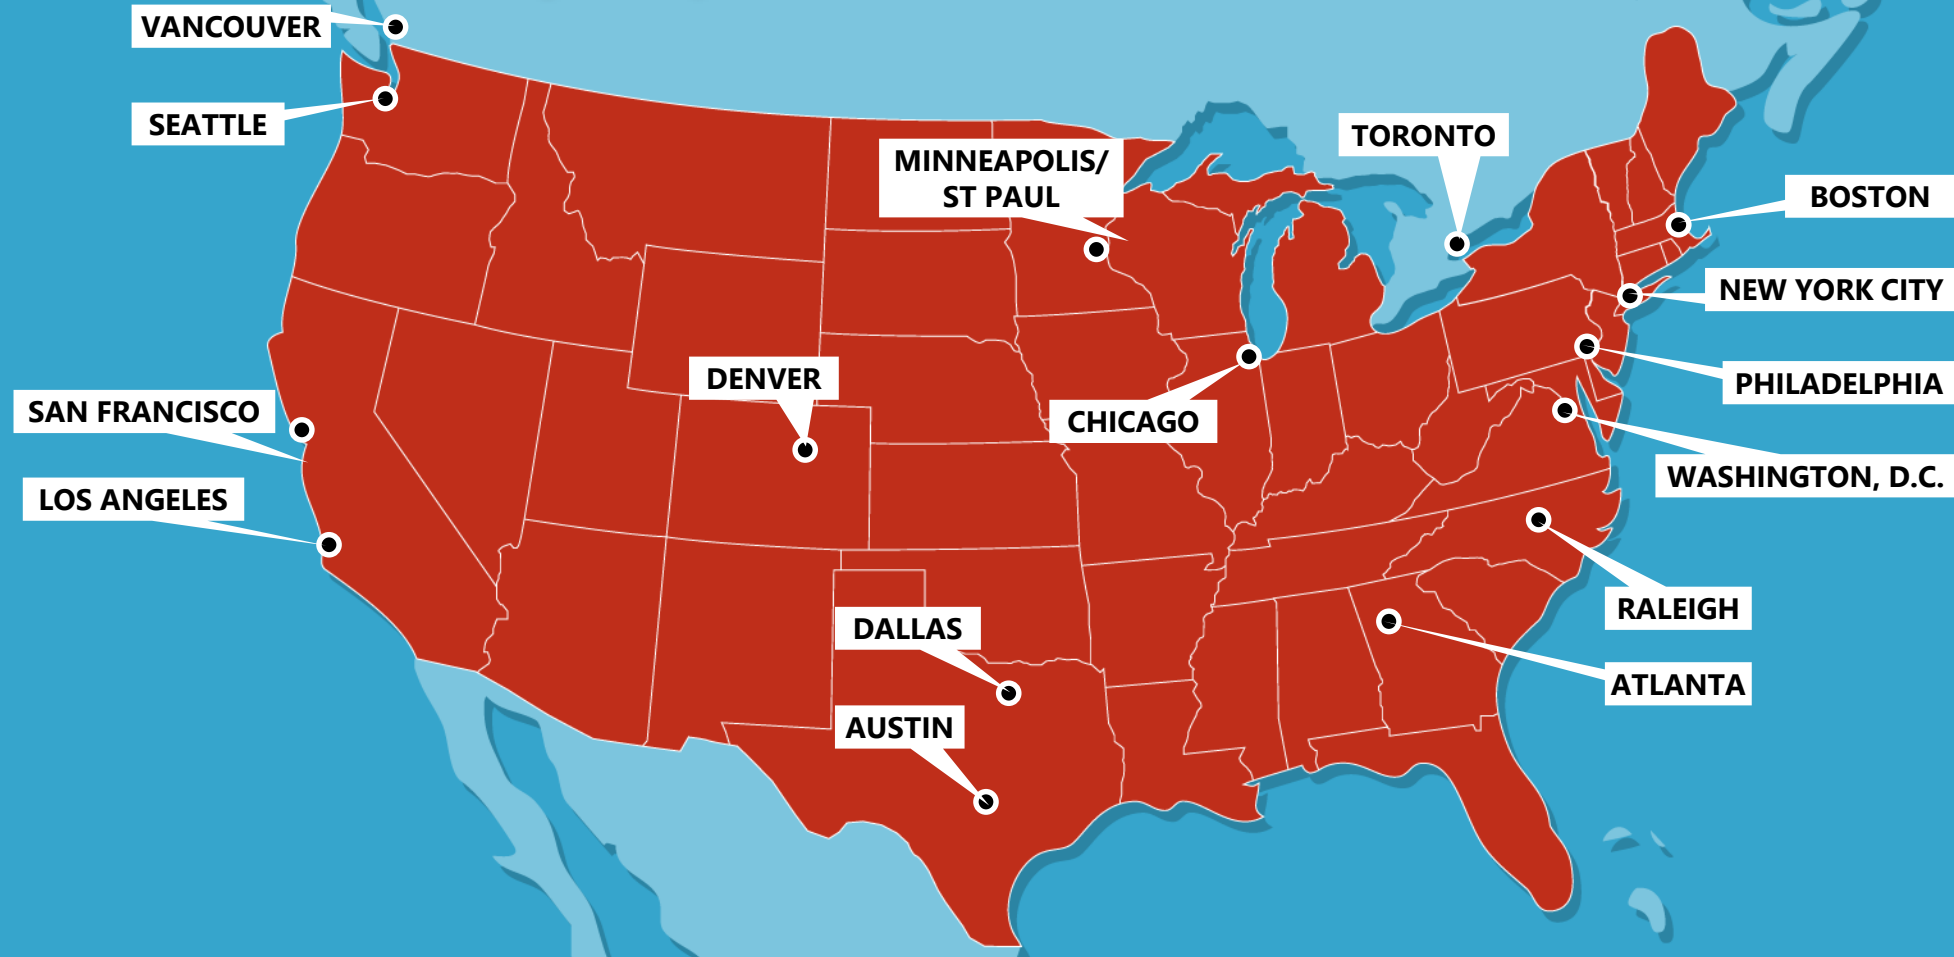 VANCOUVER
SEATTLE
MINNEAPOLIS/
ST PAUL
TORONTO
BOSTON
NEW YORK CITY
DENVER
PHILADELPHIA
SAN FRANCISCO
CHICAGO
WASHINGTON, D.C.
LOS ANGELES
RALEIGH
DALLAS
ATLANTA
AUSTIN